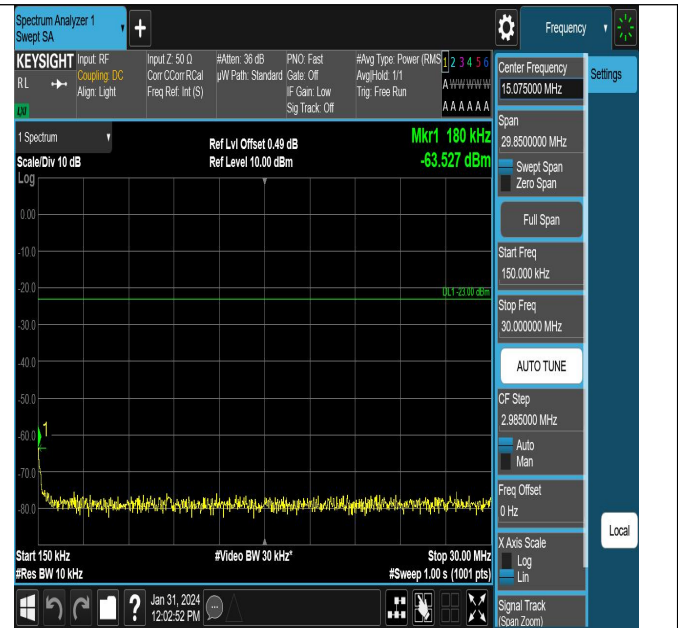 Spectrum Analyzer 1
Swept SA
Frequency
KEYSIGHT
RL
LXI
Input: RF
Coupling: DC
Align: Light
Input Z: 50 Ω
Corr CCorr RCal
Freq Ref: Int (S)
#Atten: 36 dB
µW Path: Standard
PNO: Fast
Gate: Off
IF Gain: Low
Sig Track: Off
#Avg Type: Power (RMS
Avg|Hold: 1/1
Trig: Free Run
1 2 3 4 5 6
A W W W W W
A A A A A A
1 Spectrum
Scale/Div 10 dB
Log
Ref Lvl Offset 0.49 dB
Ref Level 10.00 dBm
Mkr1 180 kHz
-63.527 dBm
0.00
-10.0
-20.0
DL1 -23.00 dBm
-30.0
-40.0
-50.0
-60.0
1
-70.0
-80.0
Start 150 kHz
#Res BW 10 kHz
#Video BW 30 kHz*
Stop 30.00 MHz
#Sweep 1.00 s (1001 pts)
?
Jan 31, 2024
12:02:52 PM
Center Frequency
15.075000 MHz
Span
29.8500000 MHz
Swept Span
Zero Span
Full Span
Start Freq
150.000 kHz
Stop Freq
30.000000 MHz
AUTO TUNE
CF Step
2.985000 MHz
Auto
Man
Freq Offset
0 Hz
X Axis Scale
Log
Lin
Signal Track
(Span Zoom)
Settings
Local